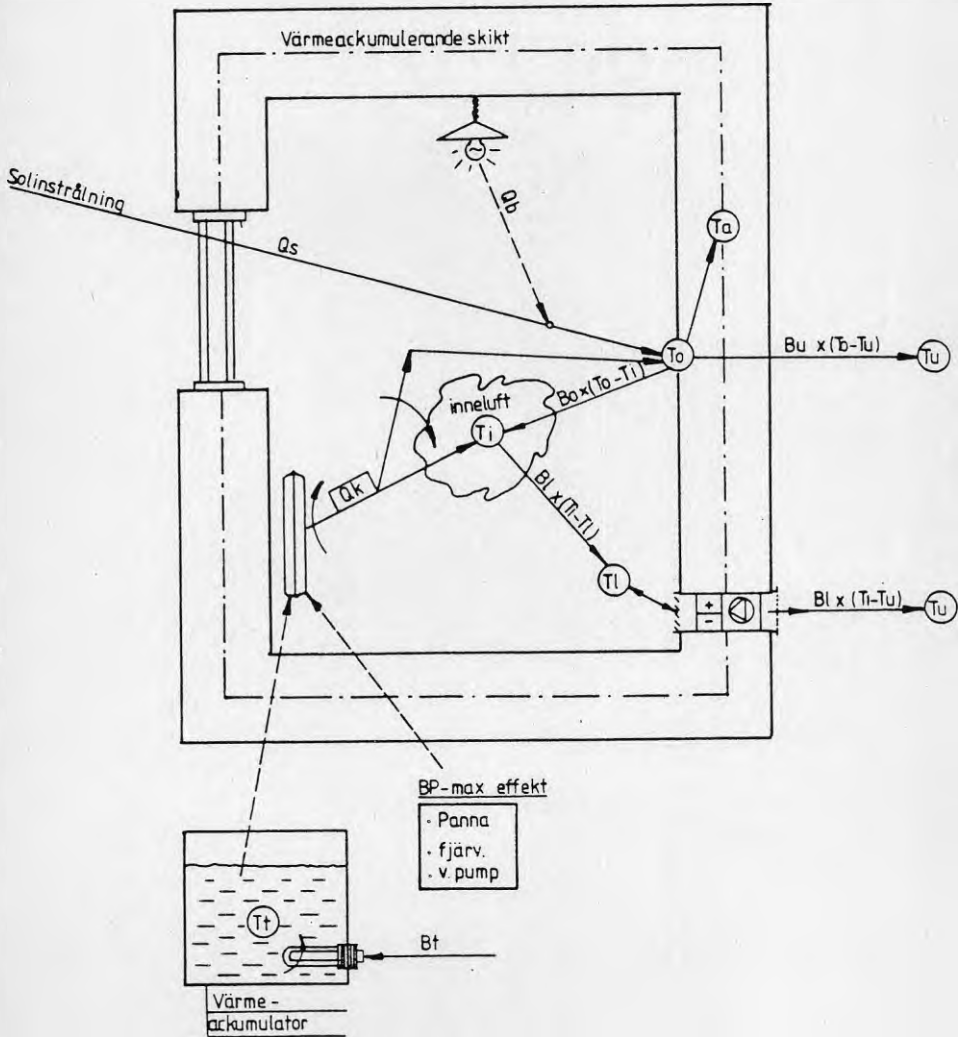 Värmeackumulerande skikt
Solinstrålning
Qs
Qb
Ta
To
Bu x (To-Tu)
Tu
Bo x (To-Ti)
inneluft
Ti
Qk
Bl x (Ti-Tl)
Tl
+
-
Bl x (Ti-Tu)
Tu
BP-max effekt
· Panna
· fjärv.
· v. pump
Tt
Bt
Värme-
ackumulator